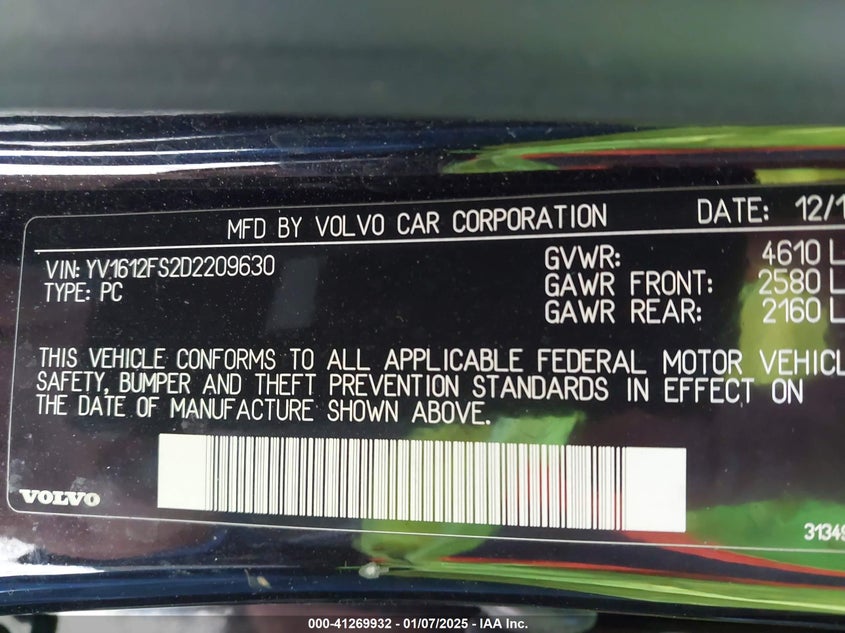 MFD BY VOLVO CAR CORPORATION DATE: 12/1
VIN: YV1612FS2D2209630
TYPE: PC
GVWR: 4610 L
GAWR FRONT: 2580 L
GAWR REAR: 2160 L
THIS VEHICLE CONFORMS TO ALL APPLICABLE FEDERAL MOTOR VEHICL
SAFETY, BUMPER AND THEFT PREVENTION STANDARDS IN EFFECT ON
THE DATE OF MANUFACTURE SHOWN ABOVE.
VOLVO
3134
000-41269932 - 01/07/2025 - IAA Inc.